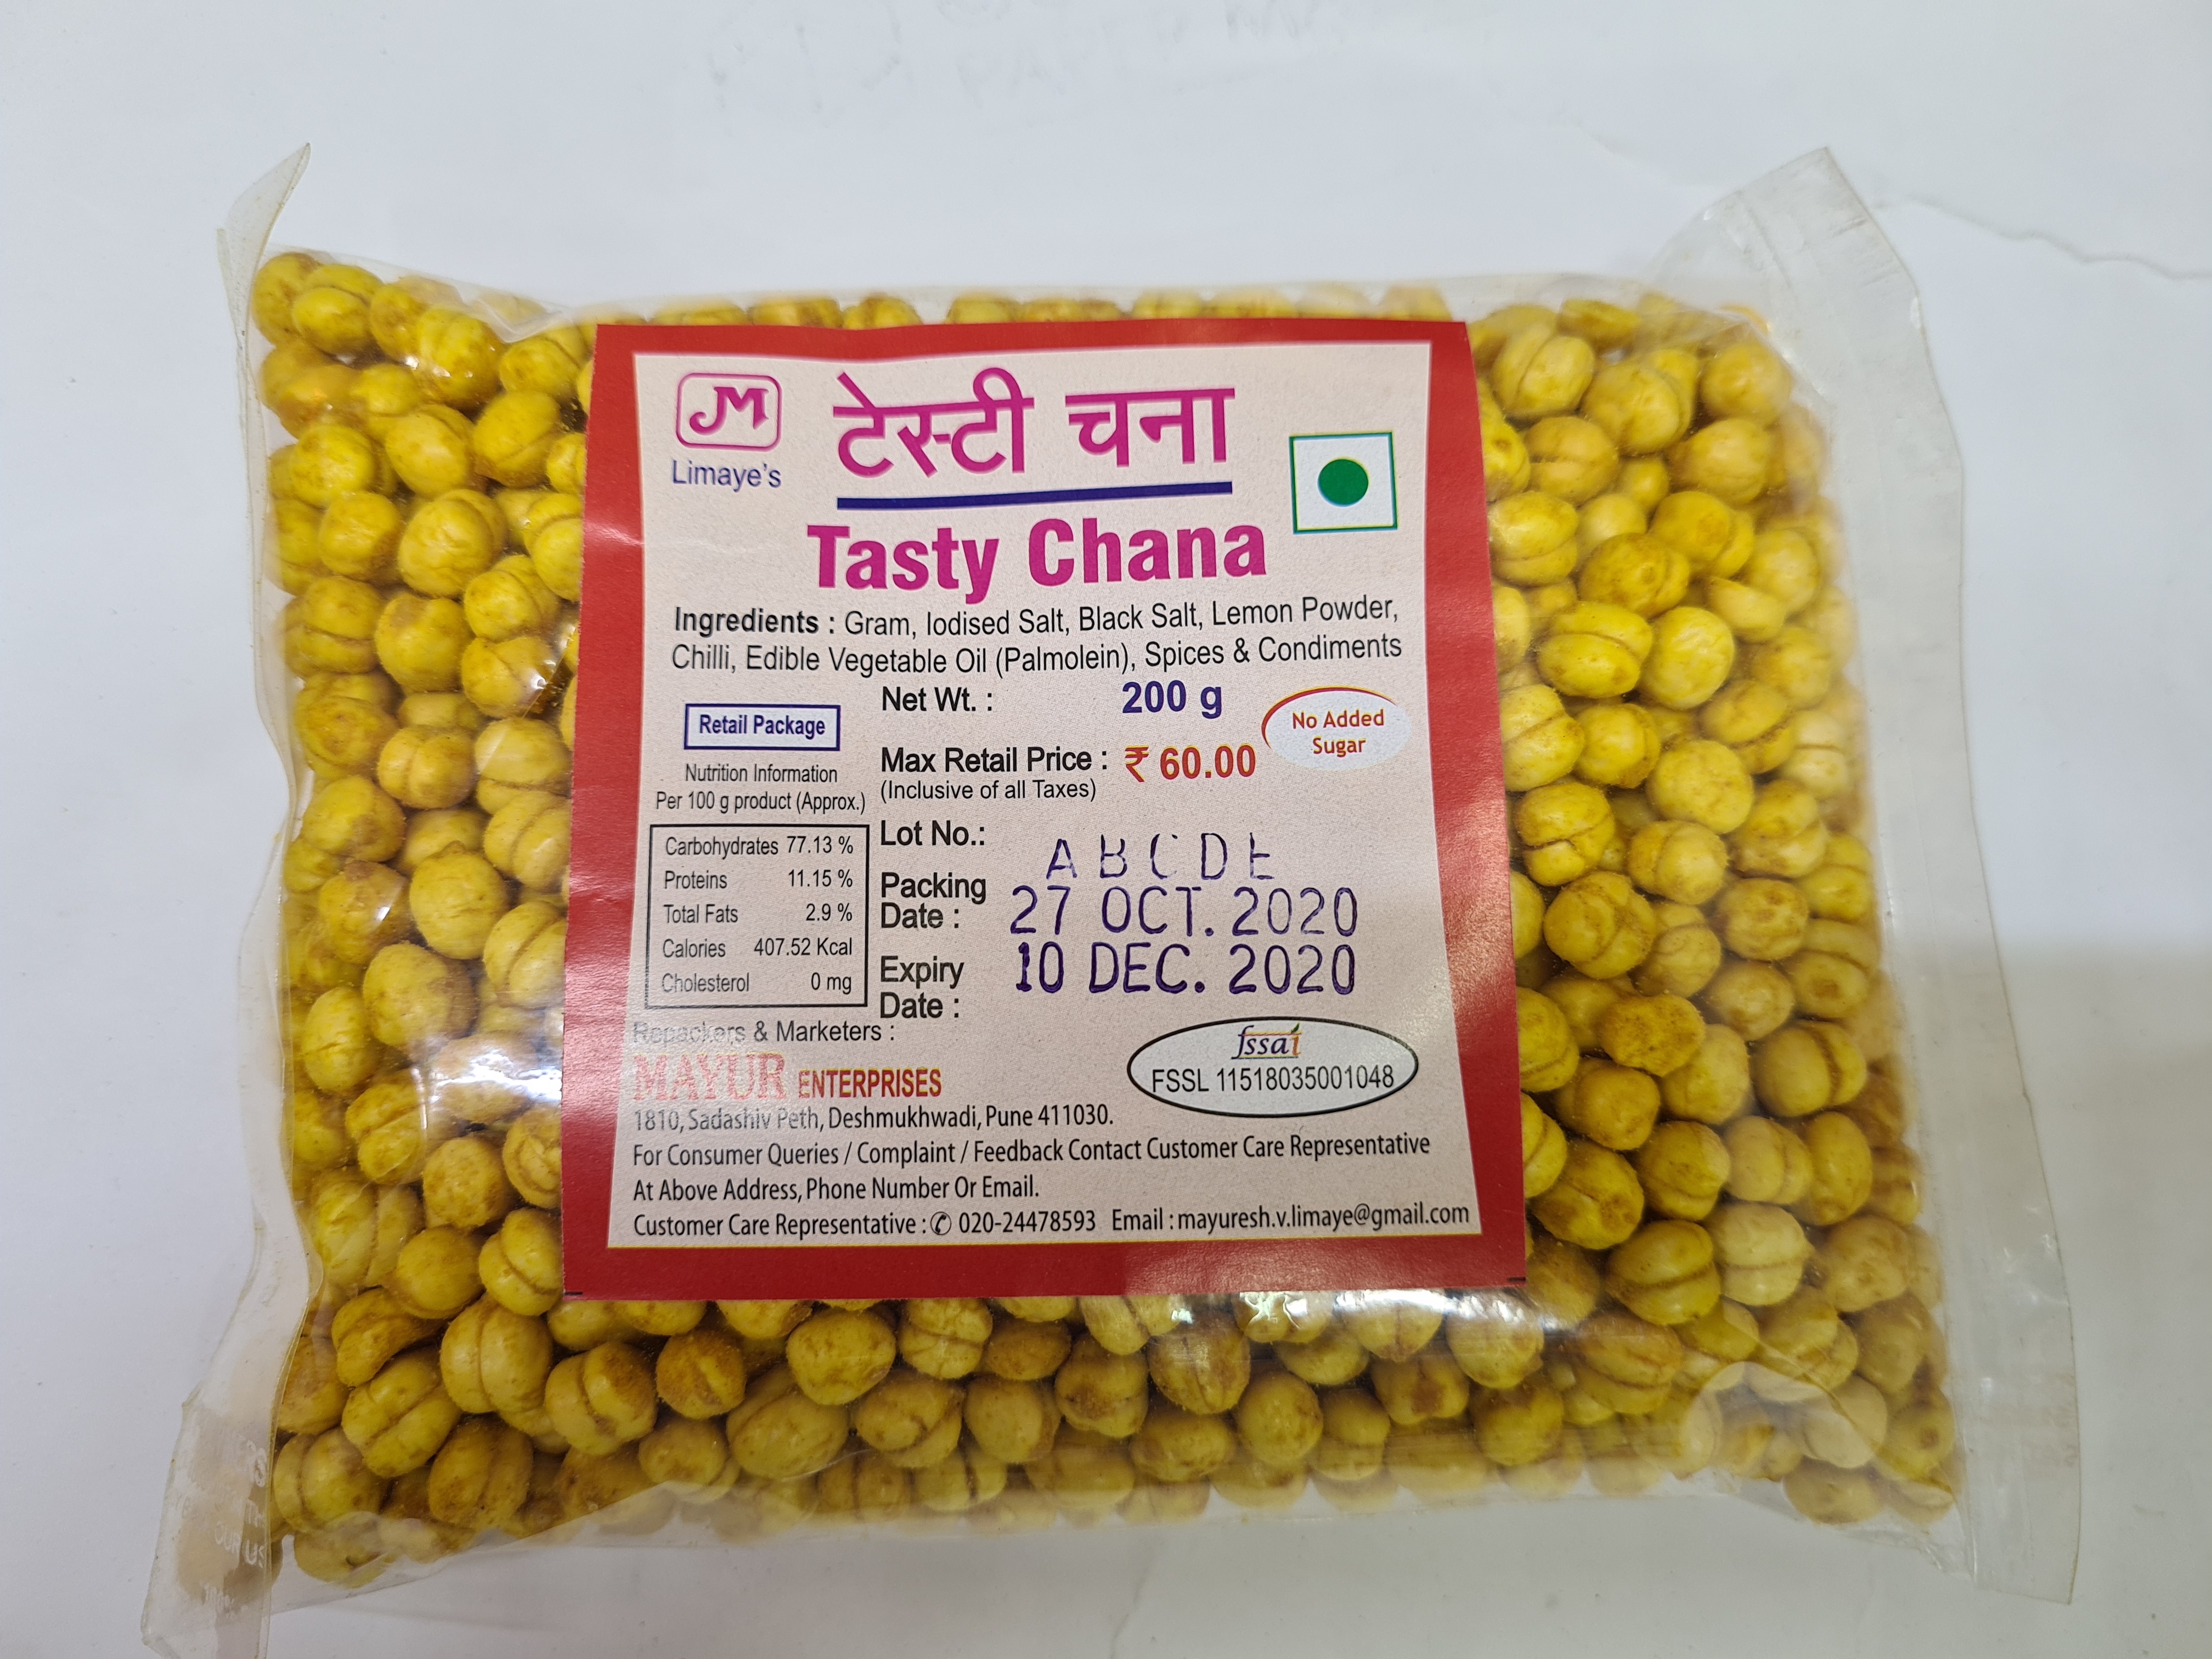 JM
Limaye's
टेस्टी चना
Tasty Chana
Ingredients : Gram, Iodised Salt, Black Salt, Lemon Powder,
Chilli, Edible Vegetable Oil (Palmolein), Spices & Condiments
Net Wt. : 200 g
Retail Package
No Added
Sugar
Max Retail Price : ₹ 60.00
(Inclusive of all Taxes)
Nutrition Information
Per 100 g product (Approx.)
Carbohydrates 77.13 %
Proteins 11.15 %
Total Fats 2.9 %
Calories 407.52 Kcal
Cholesterol 0 mg
Lot No.: A B C D E
Packing
Date : 27 OCT. 2020
Expiry
Date : 10 DEC. 2020
Repackers & Marketers :
MAYUR ENTERPRISES
1810, Sadashiv Peth, Deshmukhwadi, Pune 411030.
fssai
FSSL 11518035001048
For Consumer Queries / Complaint / Feedback Contact Customer Care Representative
At Above Address, Phone Number Or Email.
Customer Care Representative : ✆ 020-24478593 Email : mayuresh.v.limaye@gmail.com